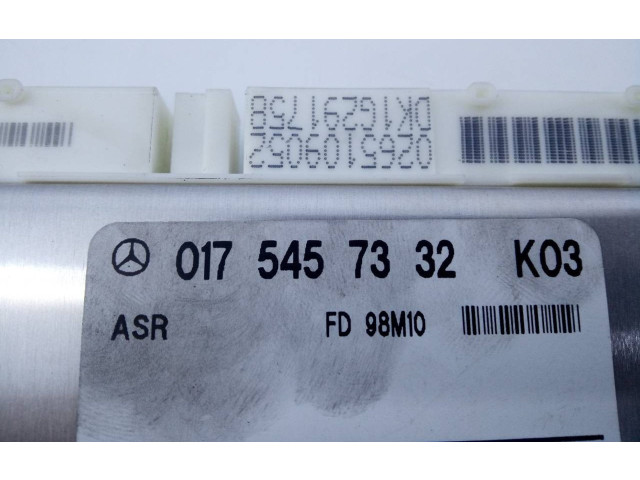 DK1G291758
0265109052
017 545 73 32 K03
ASR FD 98M10